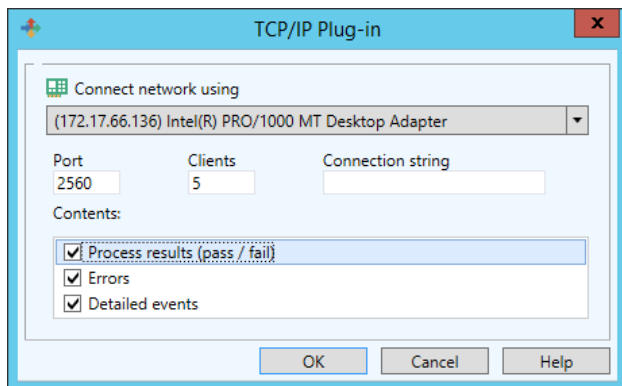 TCP/IP Plug-in
x
Connect network using
(172.17.66.136) Intel(R) PRO/1000 MT Desktop Adapter
Port Clients Connection string
2560 5
Contents:
Process results (pass / fail)
Errors
Detailed events
OK Cancel Help